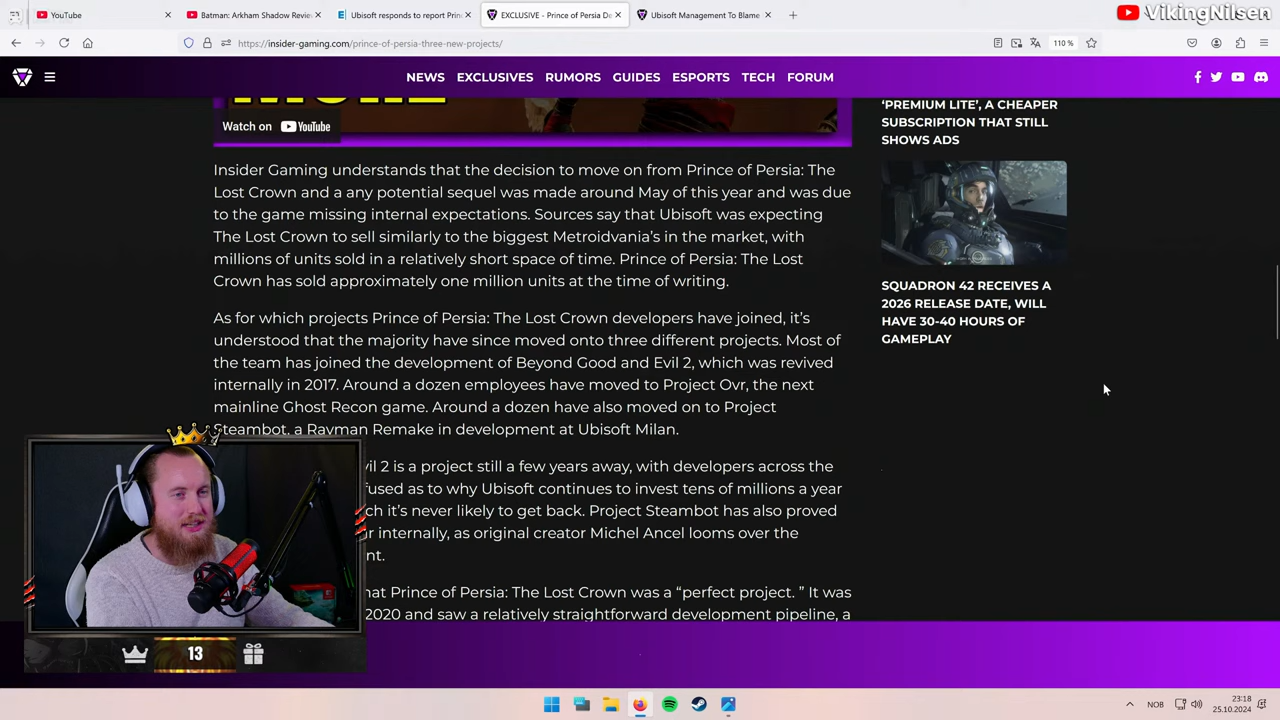 YouTube
Batman: Arkham Shadow Revie
Ubisoft responds to report Prin
EXCLUSIVE - Prince of Persia De
Ubisoft Management To Blame
VikingNilsen
https://insider-gaming.com/prince-of-persia-three-new-projects/
110 %
NEWS EXCLUSIVES RUMORS GUIDES ESPORTS TECH FORUM
Watch on YouTube
Insider Gaming understands that the decision to move on from Prince of Persia: The
Lost Crown and a any potential sequel was made around May of this year and was due
to the game missing internal expectations. Sources say that Ubisoft was expecting
The Lost Crown to sell similarly to the biggest Metroidvania's in the market, with
millions of units sold in a relatively short space of time. Prince of Persia: The Lost
Crown has sold approximately one million units at the time of writing.
As for which projects Prince of Persia: The Lost Crown developers have joined, it's
understood that the majority have since moved onto three different projects. Most of
the team has joined the development of Beyond Good and Evil 2, which was revived
internally in 2017. Around a dozen employees have moved to Project Ovr, the next
mainline Ghost Recon game. Around a dozen have also moved on to Project
Steambot, a Rayman Remake in development at Ubisoft Milan.
vil 2 is a project still a few years away, with developers across the
fused as to why Ubisoft continues to invest tens of millions a year
ch it's never likely to get back. Project Steambot has also proved
r internally, as original creator Michel Ancel looms over the
nt.
hat Prince of Persia: The Lost Crown was a “perfect project. ” It was
2020 and saw a relatively straightforward development pipeline, a
'PREMIUM LITE', A CHEAPER
SUBSCRIPTION THAT STILL
SHOWS ADS
SQUADRON 42 RECEIVES A
2026 RELEASE DATE, WILL
HAVE 30-40 HOURS OF
GAMEPLAY
13
NOB
23:18
25.10.2024